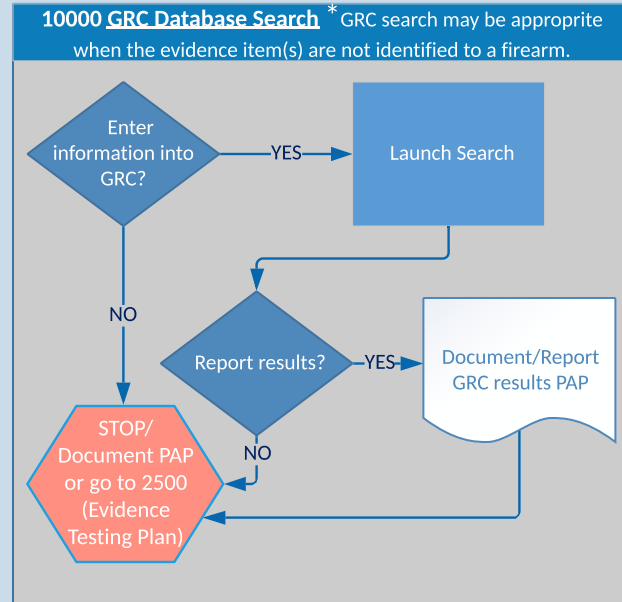 10000 GRC Database Search *GRC search may be approprite
when the evidence item(s) are not identified to a firearm.
Enter
information into
GRC?
YES
Launch Search
NO
Report results?
YES
Document/Report
GRC results PAP
NO
STOP/
Document PAP
or go to 2500
(Evidence
Testing Plan)